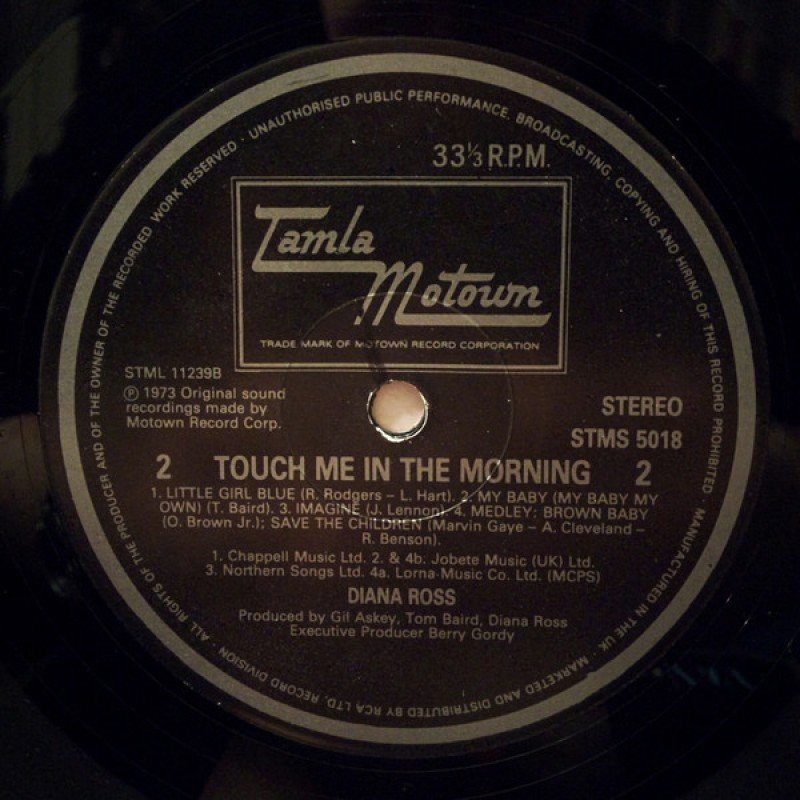 ALL RIGHTS OF THE PRODUCER AND OF THE OWNER OF THE RECORDED WORK RESERVED · UNAUTHORISED PUBLIC PERFORMANCE, BROADCASTING, COPYING AND HIRING OF THIS RECORD PROHIBITED. MANUFACTURED IN THE UK. MARKETED AND DISTRIBUTED BY RCA LTD. RECORD DIVISION ·
33⅓ R.P.M.
Tamla
Motown
TRADE MARK OF MOTOWN RECORD CORPORATION
STML 11239B
℗ 1973 Original sound
recordings made by
Motown Record Corp.
STEREO
STMS 5018
2 TOUCH ME IN THE MORNING 2
1. LITTLE GIRL BLUE (R. Rodgers – L. Hart). 2. MY BABY (MY BABY MY
OWN) (T. Baird). 3. IMAGINE (J. Lennon). 4. MEDLEY: BROWN BABY
(O. Brown Jr.); SAVE THE CHILDREN (Marvin Gaye – A. Cleveland –
R. Benson).
1. Chappell Music Ltd. 2. & 4b. Jobete Music (UK) Ltd.
3. Northern Songs Ltd. 4a. Lorna Music Co. Ltd. (MCPS)
DIANA ROSS
Produced by Gil Askey, Tom Baird, Diana Ross
Executive Producer Berry Gordy